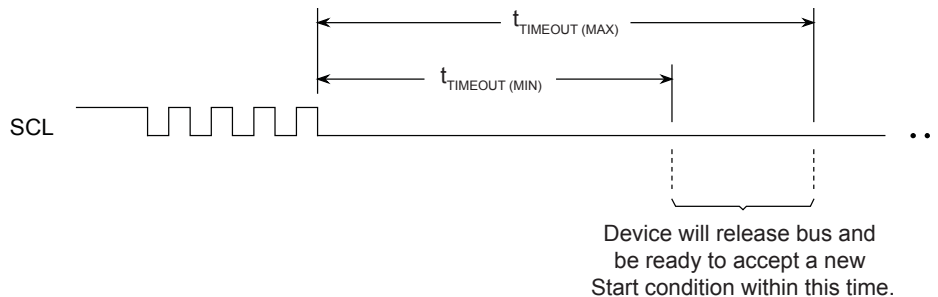 tTIMEOUT (MAX)
tTIMEOUT (MIN)
SCL
Device will release bus and
be ready to accept a new
Start condition within this time.